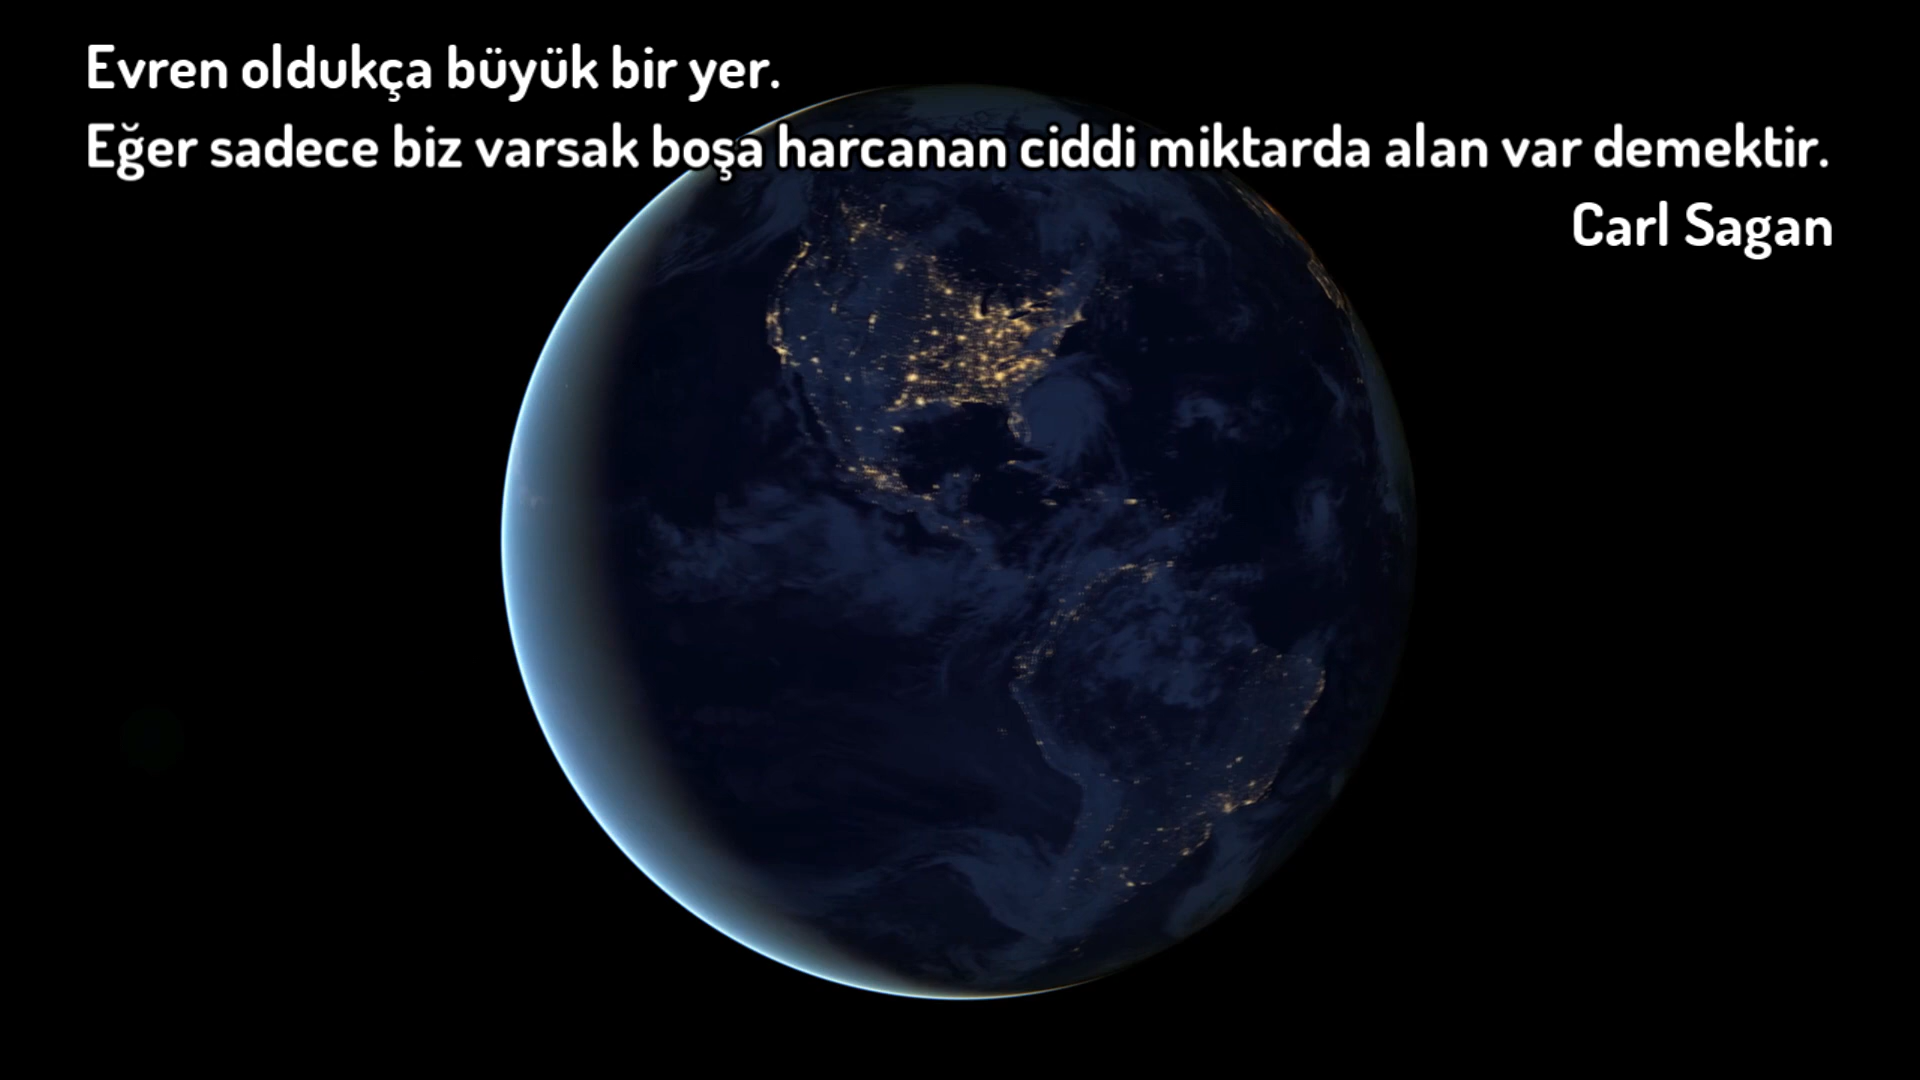 Evren oldukça büyük bir yer.
Eğer sadece biz varsak boşa harcanan ciddi miktarda alan var demektir.
Carl Sagan